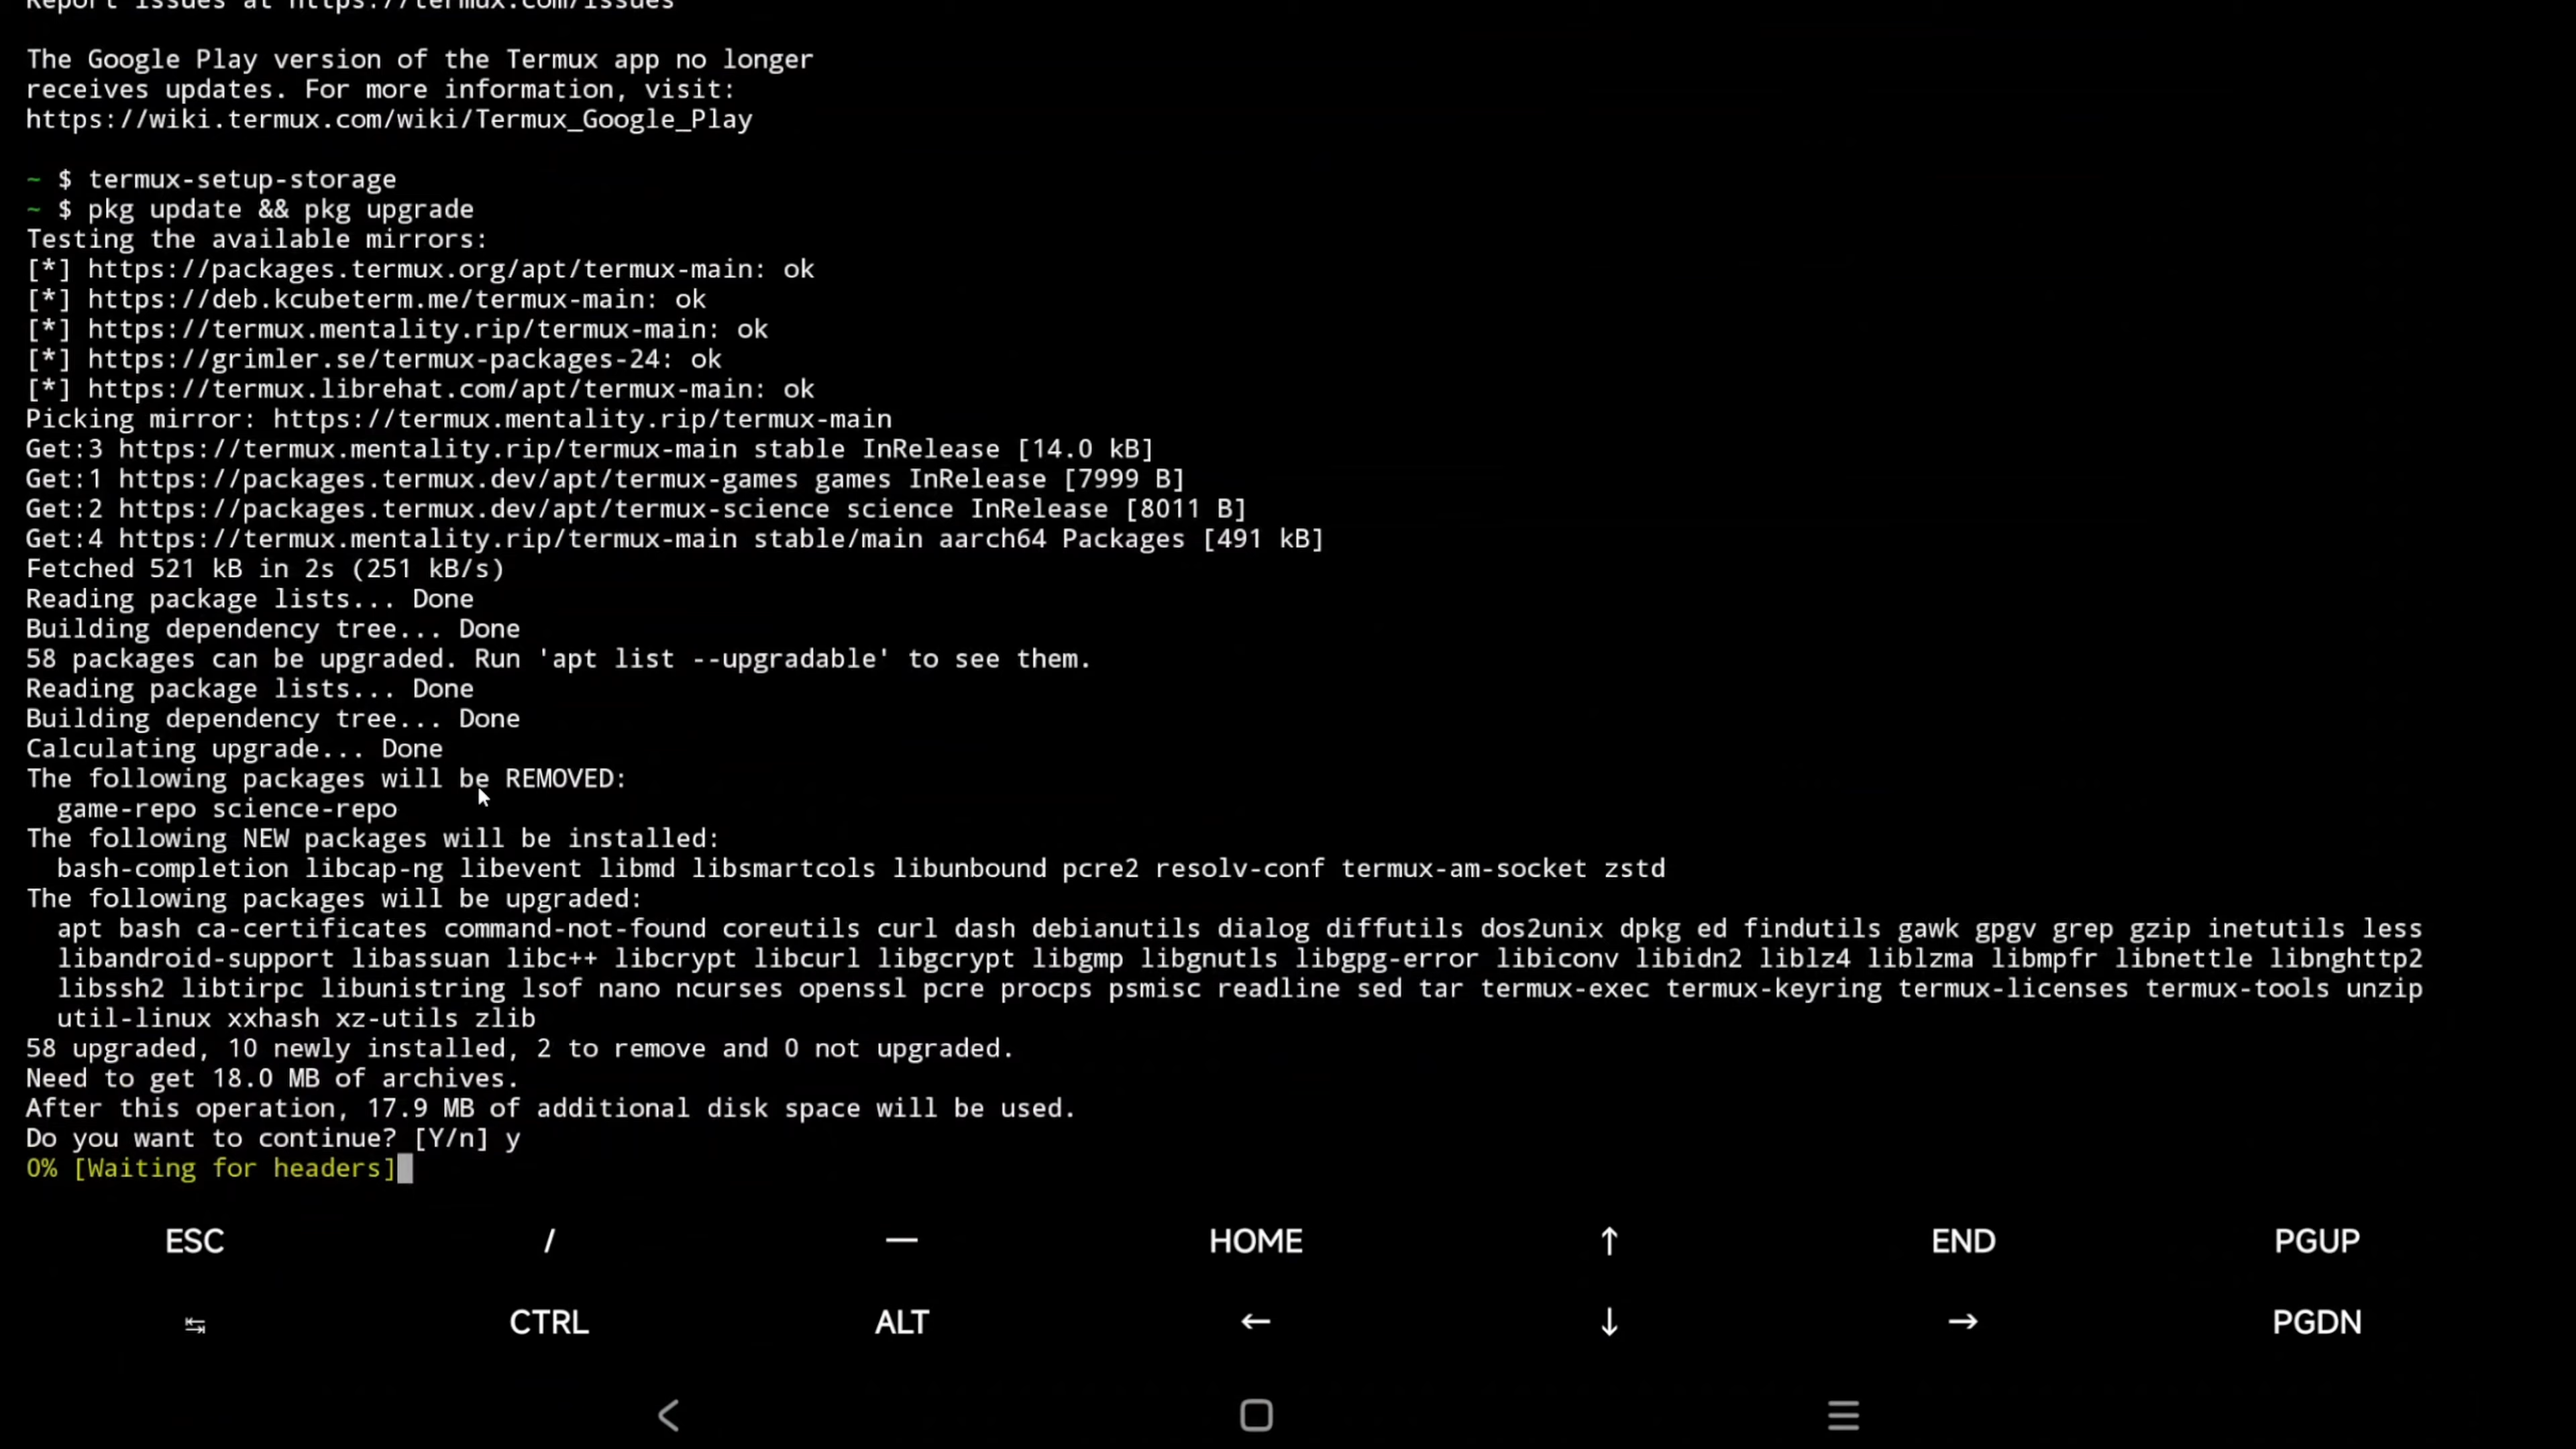 Report issues at https://termux.com/issues
The Google Play version of the Termux app no longer
receives updates. For more information, visit:
https://wiki.termux.com/wiki/Termux_Google_Play
~ $ termux-setup-storage
~ $ pkg update && pkg upgrade
Testing the available mirrors:
[*] https://packages.termux.org/apt/termux-main: ok
[*] https://deb.kcubeterm.me/termux-main: ok
[*] https://termux.mentality.rip/termux-main: ok
[*] https://grimler.se/termux-packages-24: ok
[*] https://termux.librehat.com/apt/termux-main: ok
Picking mirror: https://termux.mentality.rip/termux-main
Get:3 https://termux.mentality.rip/termux-main stable InRelease [14.0 kB]
Get:1 https://packages.termux.dev/apt/termux-games games InRelease [7999 B]
Get:2 https://packages.termux.dev/apt/termux-science science InRelease [8011 B]
Get:4 https://termux.mentality.rip/termux-main stable/main aarch64 Packages [491 kB]
Fetched 521 kB in 2s (251 kB/s)
Reading package lists... Done
Building dependency tree... Done
58 packages can be upgraded. Run 'apt list --upgradable' to see them.
Reading package lists... Done
Building dependency tree... Done
Calculating upgrade... Done
The following packages will be REMOVED:
game-repo science-repo
The following NEW packages will be installed:
bash-completion libcap-ng libevent libmd libsmartcols libunbound pcre2 resolv-conf termux-am-socket zstd
The following packages will be upgraded:
apt bash ca-certificates command-not-found coreutils curl dash debianutils dialog diffutils dos2unix dpkg ed findutils gawk gpgv grep gzip inetutils less
libandroid-support libassuan libc++ libcrypt libcurl libgcrypt libgmp libgnutls libgpg-error libiconv libidn2 liblz4 liblzma libmpfr libnettle libnghttp2
libssh2 libtirpc libunistring lsof nano ncurses openssl pcre procps psmisc readline sed tar termux-exec termux-keyring termux-licenses termux-tools unzip
util-linux xxhash xz-utils zlib
58 upgraded, 10 newly installed, 2 to remove and 0 not upgraded.
Need to get 18.0 MB of archives.
After this operation, 17.9 MB of additional disk space will be used.
Do you want to continue? [Y/n] y
0% [Waiting for headers]
ESC / — HOME ↑ END PGUP
↹ CTRL ALT ← ↓ → PGDN